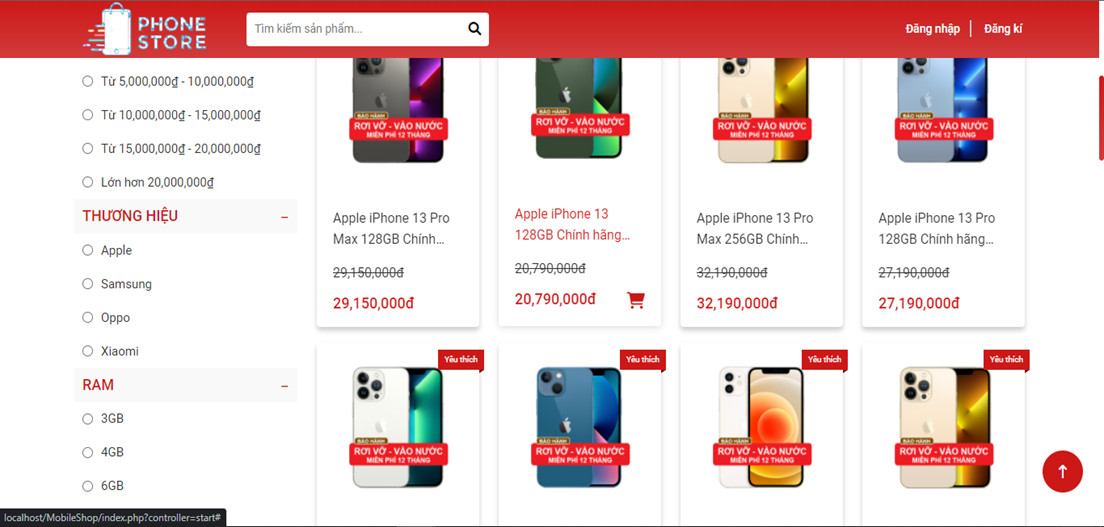 PHONE
STORE
Tìm kiếm sản phẩm...
Đăng nhập
Đăng kí
Từ 5,000,000₫ - 10,000,000₫
Từ 10,000,000₫ - 15,000,000₫
Từ 15,000,000₫ - 20,000,000₫
Lớn hơn 20,000,000₫
THƯƠNG HIỆU
Apple
Samsung
Oppo
Xiaomi
RAM
3GB
4GB
6GB
BẢO HÀNH
RƠI VỠ - VÀO NƯỚC
MIỄN PHÍ 12 THÁNG
Apple iPhone 13 Pro
Max 128GB Chính...
29,150,000đ
29,150,000đ
BẢO HÀNH
RƠI VỠ - VÀO NƯỚC
MIỄN PHÍ 12 THÁNG
Apple iPhone 13
128GB Chính hãng...
20,790,000đ
20,790,000đ
BẢO HÀNH
RƠI VỠ - VÀO NƯỚC
MIỄN PHÍ 12 THÁNG
Apple iPhone 13 Pro
Max 256GB Chính...
32,190,000đ
32,190,000đ
BẢO HÀNH
RƠI VỠ - VÀO NƯỚC
MIỄN PHÍ 12 THÁNG
Apple iPhone 13 Pro
128GB Chính hãng...
27,190,000đ
27,190,000đ
Yêu thích
BẢO HÀNH
RƠI VỠ - VÀO NƯỚC
MIỄN PHÍ 12 THÁNG
Yêu thích
BẢO HÀNH
RƠI VỠ - VÀO NƯỚC
MIỄN PHÍ 12 THÁNG
Yêu thích
BẢO HÀNH
RƠI VỠ - VÀO NƯỚC
MIỄN PHÍ 12 THÁNG
Yêu thích
BẢO HÀNH
RƠI VỠ - VÀO NƯỚC
MIỄN PHÍ 12 THÁNG
localhost/MobileShop/index.php?controller=start#